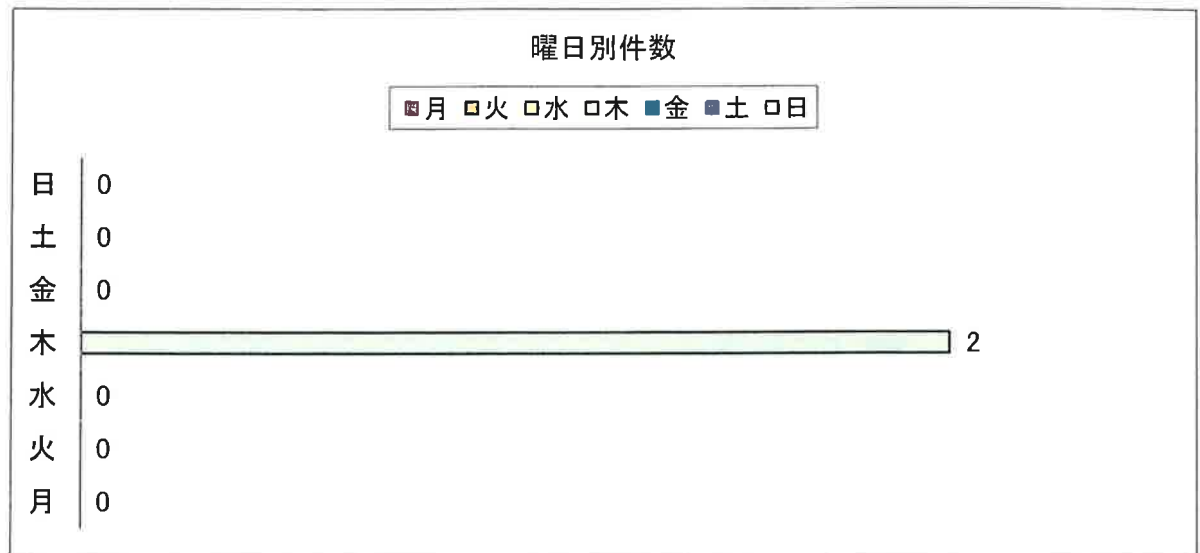 曜日別件数
月 火 水 木 金 土 日
日 0
土 0
金 0
木 2
水 0
火 0
月 0